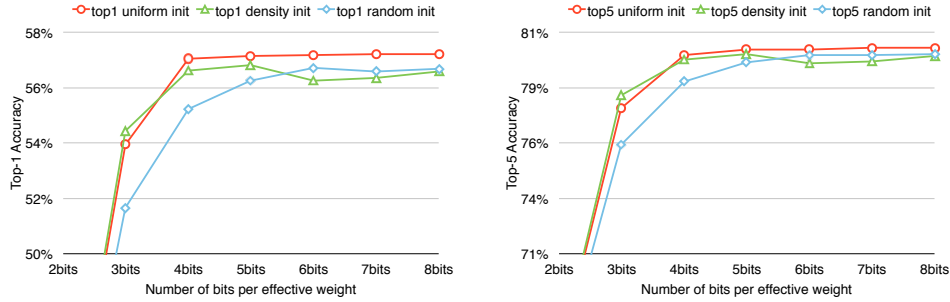 top1 uniform init top1 density init top1 random init
58%
56%
54%
52%
50%
Top-1 Accuracy
2bits 3bits 4bits 5bits 6bits 7bits 8bits
Number of bits per effective weight
top5 uniform init top5 density init top5 random init
81%
79%
76%
74%
71%
Top-5 Accuracy
2bits 3bits 4bits 5bits 6bits 7bits 8bits
Number of bits per effective weight